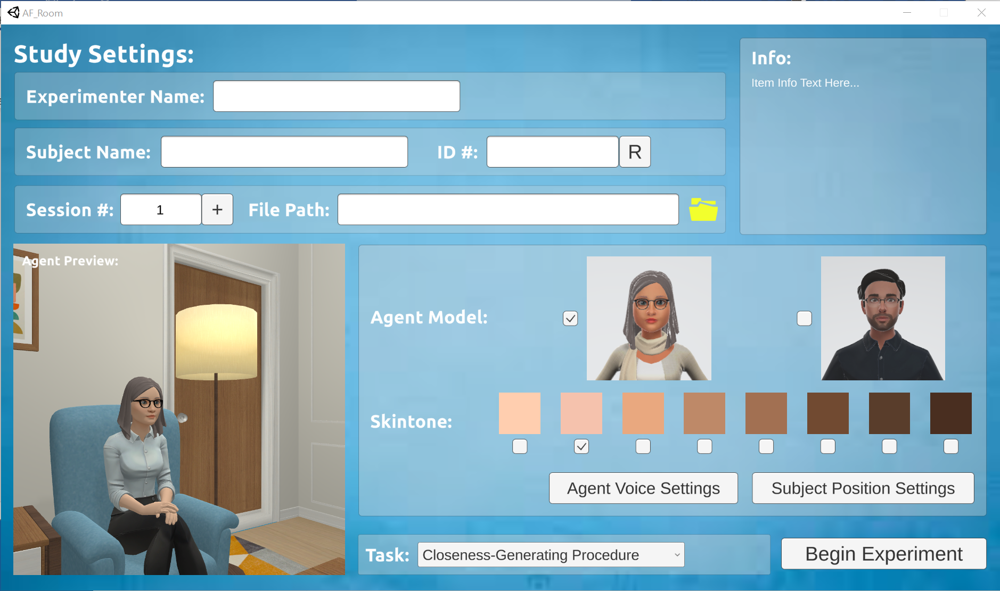 AF_Room
Study Settings:
Info:
Item Info Text Here...
Experimenter Name:
Subject Name:
ID #:
R
Session #:
1
+
File Path:
Agent Preview:
Agent Model:
Skintone:
Agent Voice Settings
Subject Position Settings
Task:
Closeness-Generating Procedure
Begin Experiment